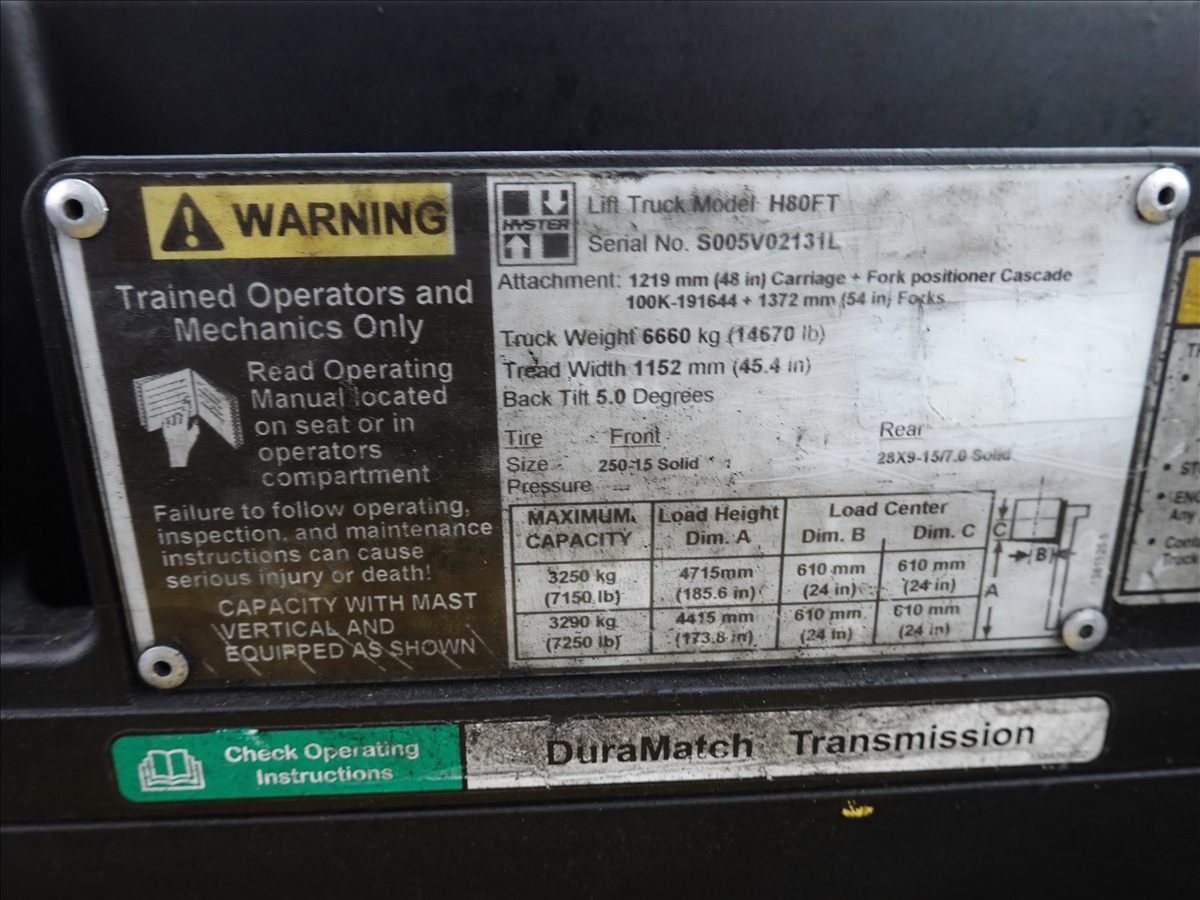 WARNING
Trained Operators and
Mechanics Only
Read Operating
Manual located
on seat or in
operators
compartment
Failure to follow operating,
inspection, and maintenance
instructions can cause
serious injury or death!
CAPACITY WITH MAST
VERTICAL AND
EQUIPPED AS SHOWN
HYSTER
Lift Truck Model H80FT
Serial No. S005V02131L
Attachment: 1219 mm (48 in) Carriage + Fork positioner Cascade
100K-191644 + 1372 mm (54 in) Forks
Truck Weight 6660 kg (14670 lb)
Tread Width 1152 mm (45.4 in)
Back Tilt 5.0 Degrees
Tire Front Rear
Size 250-15 Solid 28X9-15/7.0 Solid
Pressure
MAXIMUM CAPACITY Load Height Dim. A Load Center Dim. B Dim. C
3250 kg 4715mm 610 mm 610 mm
(7150 lb) (185.6 in) (24 in) (24 in)
3290 kg 4415 mm 610 mm 610 mm
(7250 lb) (173.8 in) (24 in) (24 in)
C
B
A
Check Operating
Instructions
DuraMatch Transmission
Any
Truck